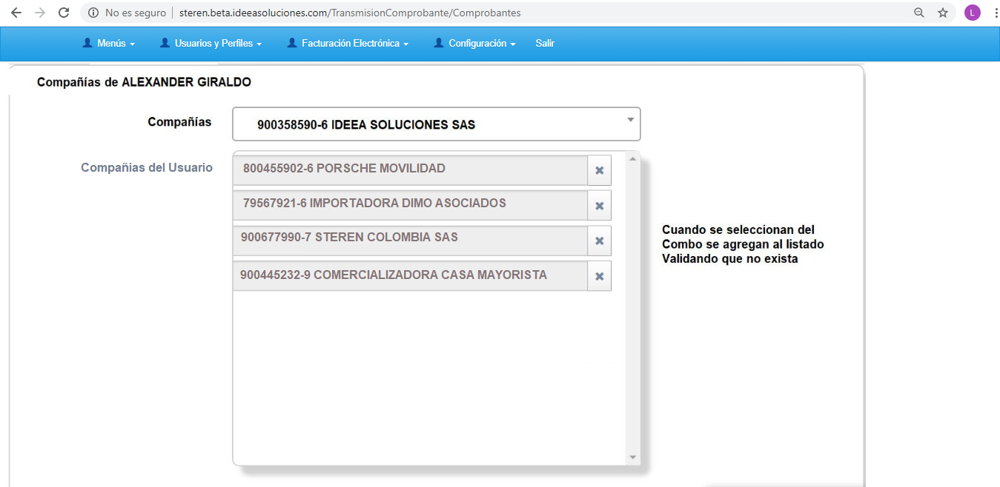 No es seguro steren.beta.ideeasoluciones.com/TransmisionComprobante/Comprobantes L
Menús Usuarios y Perfiles Facturación Electrónica Configuración Salir
Compañías de ALEXANDER GIRALDO
Compañías 900358590-6 IDEEA SOLUCIONES SAS
Compañias del Usuario 800455902-6 PORSCHE MOVILIDAD
79567921-6 IMPORTADORA DIMO ASOCIADOS
900677990-7 STEREN COLOMBIA SAS
900445232-9 COMERCIALIZADORA CASA MAYORISTA
Cuando se seleccionan del
Combo se agregan al listado
Validando que no exista